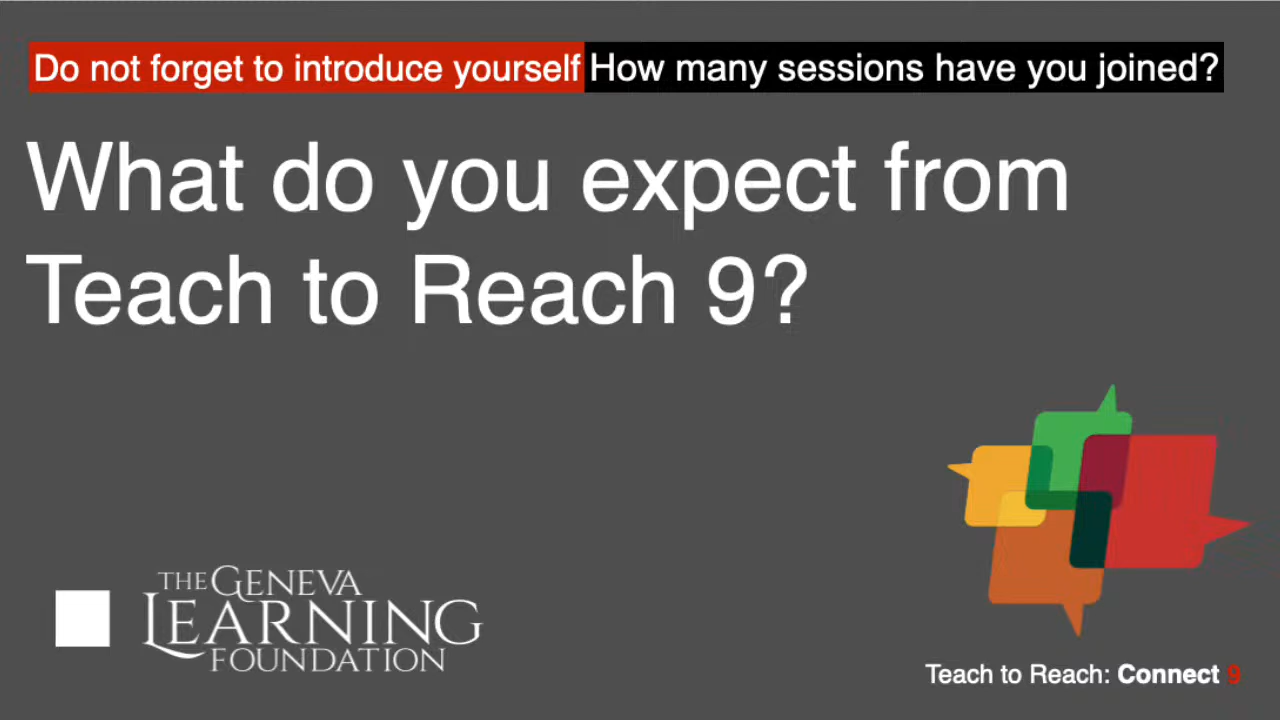 Do not forget to introduce yourself How many sessions have you joined?
What do you expect from
Teach to Reach 9?
THE GENEVA
LEARNING
FOUNDATION
Teach to Reach: Connect 9